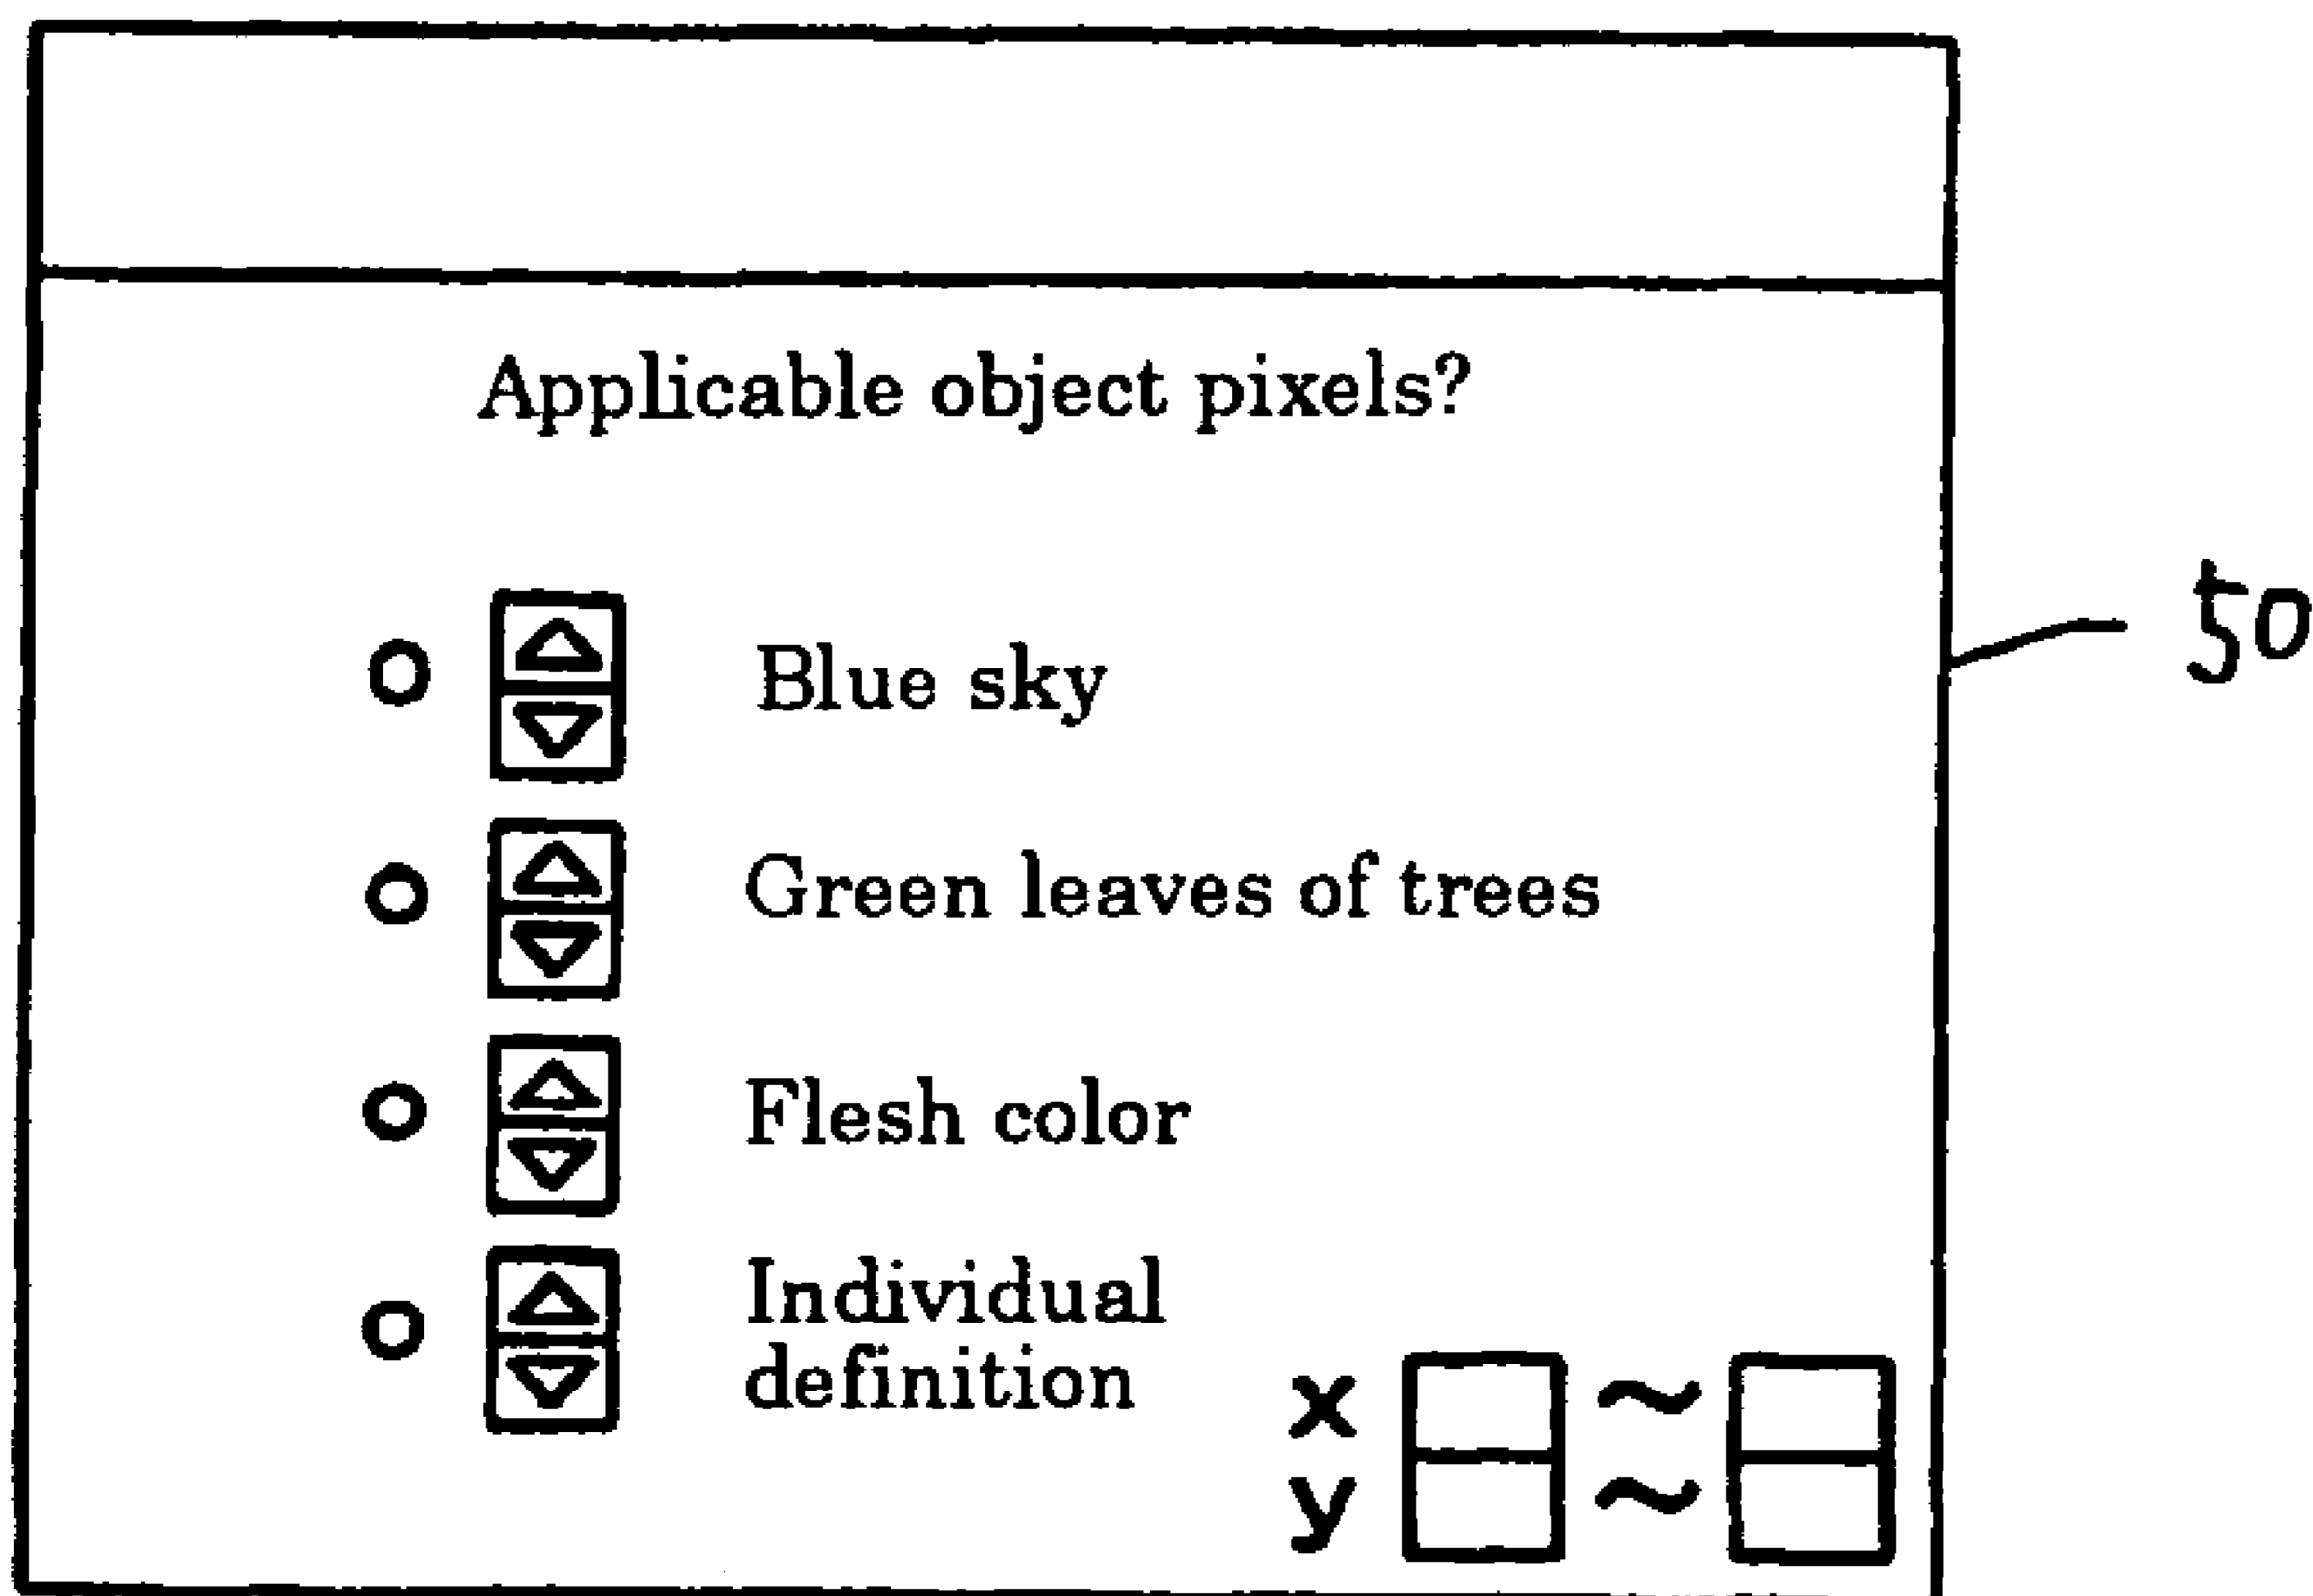 Applicable object pixels?
Blue sky
50
Green leaves of trees
Flesh color
Individual
definition
x ~
y ~